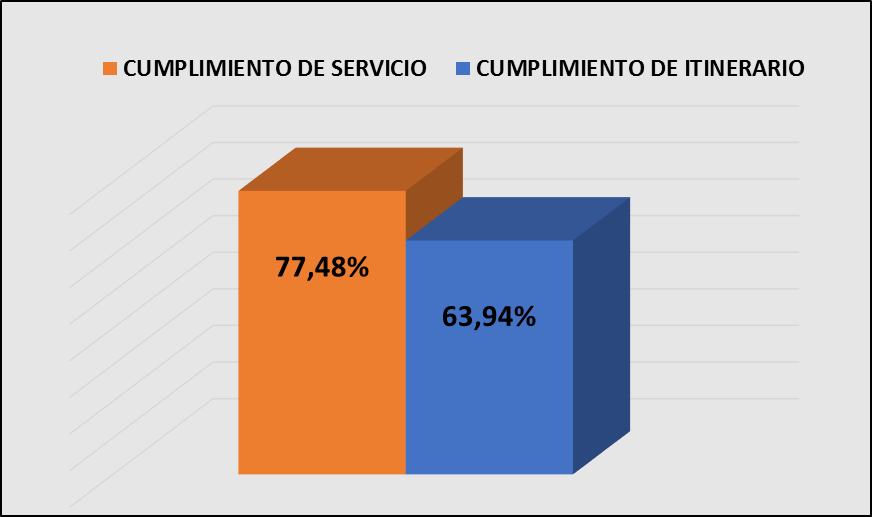 CUMPLIMIENTO DE SERVICIO CUMPLIMIENTO DE ITINERARIO
77,48%
63,94%